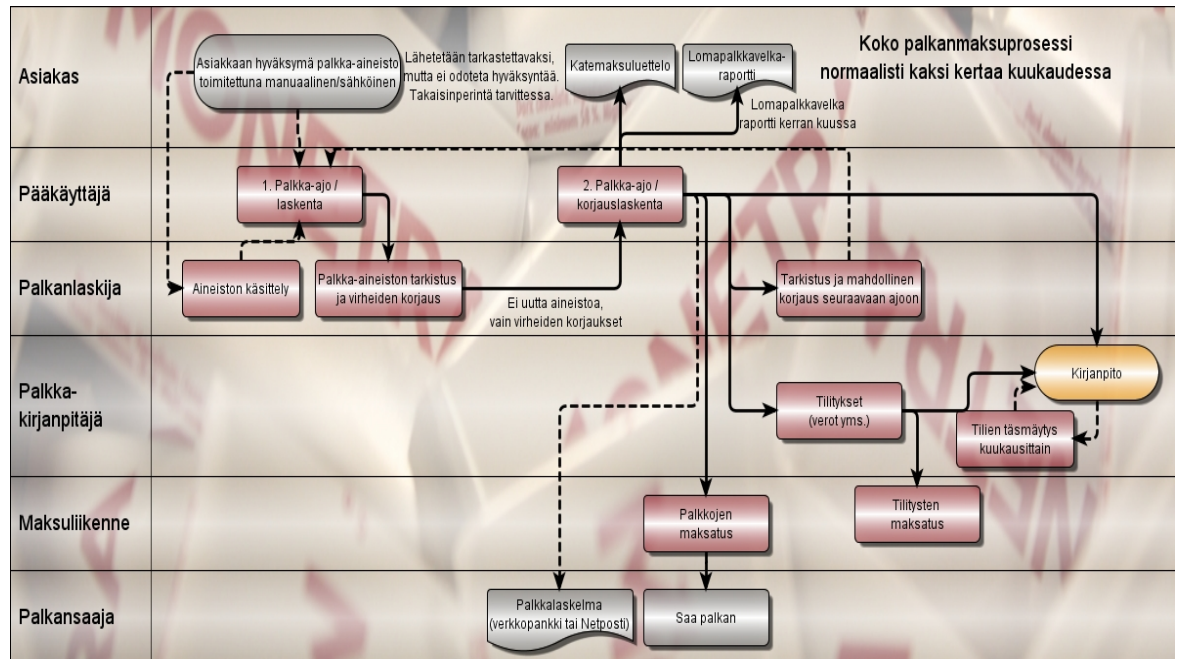 Asiakas
Asiakkaan hyväksymä palkka-aineisto
toimitettuna manuaalinen/sähköinen
Lähetetään tarkastettavaksi,
mutta ei odoteta hyväksyntää.
Takaisinperintä tarvittessa.
Katemaksuluettelo
Lomapalkkavelka-
raportti
Lomapalkkavelka
raportti kerran kuussa
Koko palkanmaksuprosessi
normaalisti kaksi kertaa kuukaudessa
Pääkäyttäjä
1. Palkka-ajo /
laskenta
2. Palkka-ajo /
korjauslaskenta
Palkanlaskija
Aineiston käsittely
Palkka-aineiston tarkistus
ja virheiden korjaus
Ei uutta aineistoa,
vain virheiden korjaukset
Tarkistus ja mahdollinen
korjaus seuraavaan ajoon
Palkka-
kirjanpitäjä
Tilitykset
(verot yms.)
Kirjanpito
Tilien täsmäytys
kuukausittain
Maksuliikenne
Palkkojen
maksatus
Tilitysten
maksatus
Palkansaaja
Palkkalaskelma
(verkkopankki tai Netposti)
Saa palkan